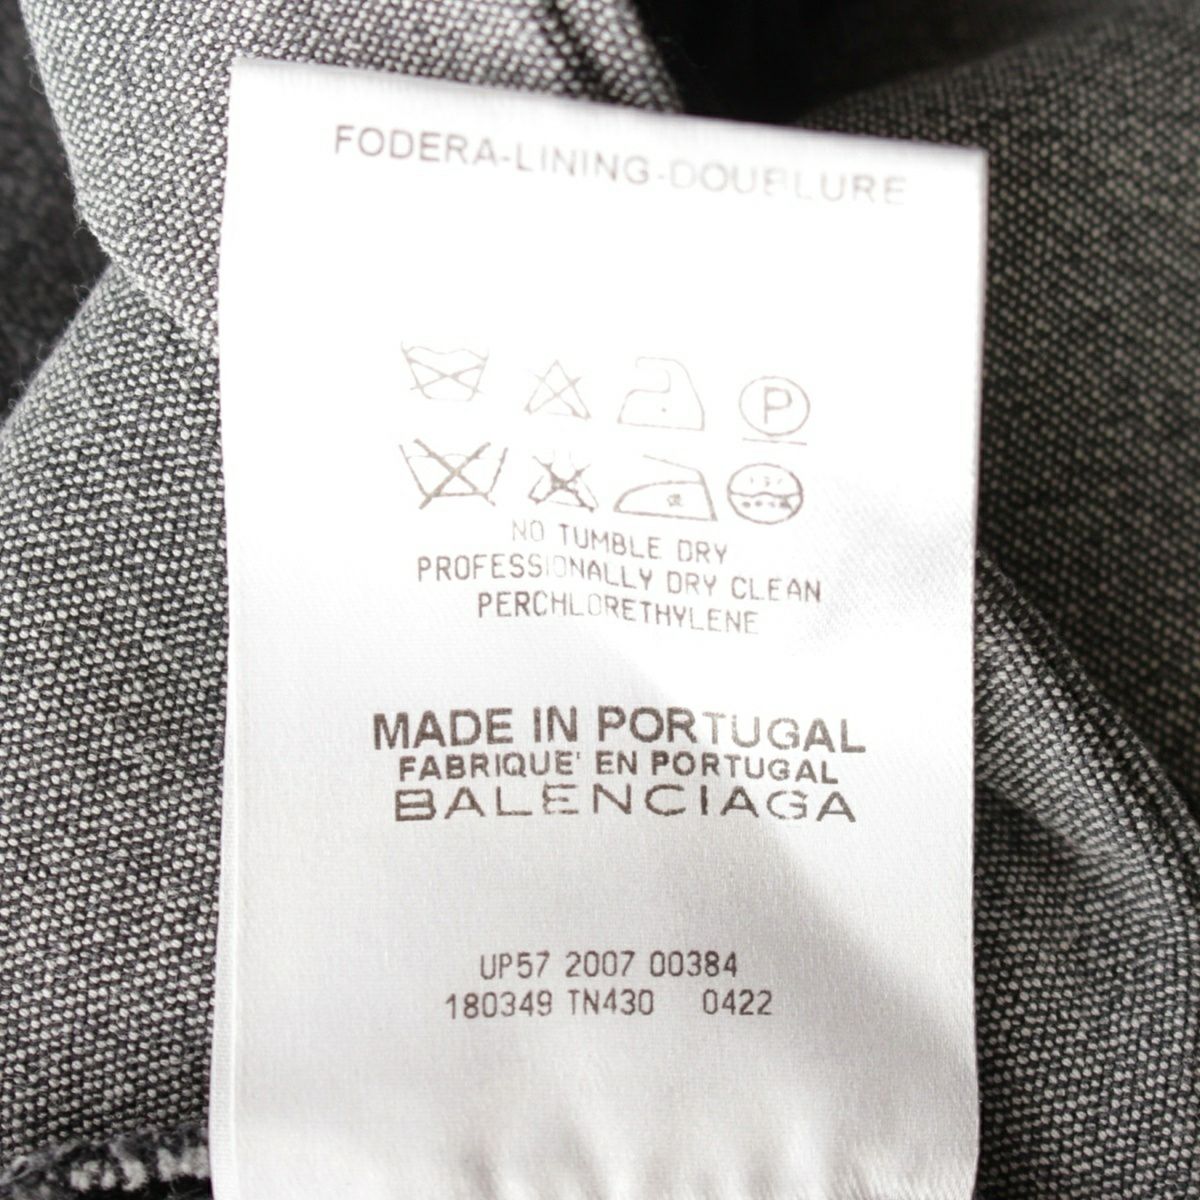 FODERA-LINING-DOUBLURE
P
NO TUMBLE DRY
PROFESSIONALLY DRY CLEAN
PERCHLORETHYLENE
MADE IN PORTUGAL
FABRIQUE' EN PORTUGAL
BALENCIAGA
UP57 2007 00384
180349 TN430 0422